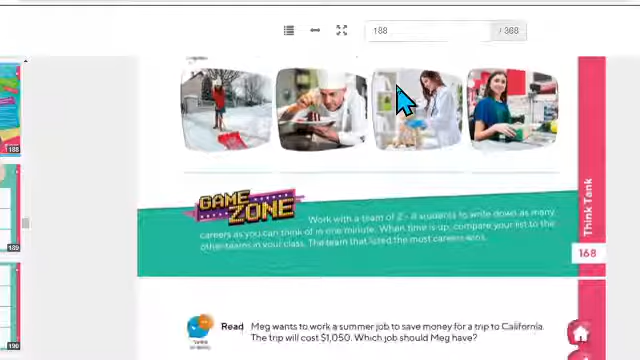 188 / 368
GAME
ZONE
Work with a team of 2 - 4 students to write down as many
careers as you can think of in one minute. When time is up, compare your list to the
other teams in your class. The team that listed the most careers wins.
Think Tank
168
Read Meg wants to work a summer job to save money for a trip to California.
The trip will cost $1,050. Which job should Meg have?
188
189
190